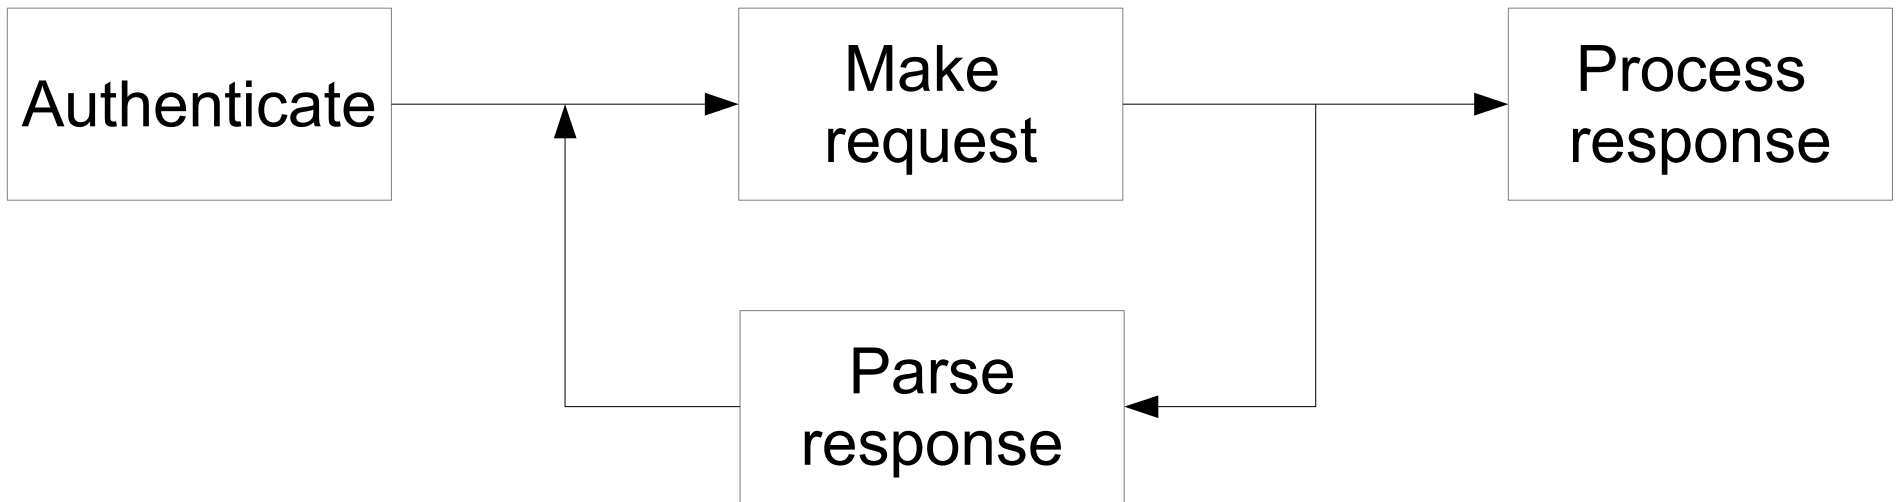 Authenticate
Make
request
Process
response
Parse
response